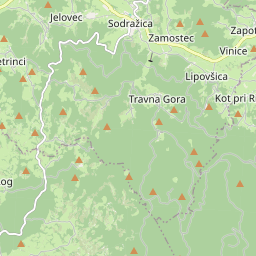 Jelovec
Sodražica
Zamostec
Zapot
Vinice
etrinci
Lipovšica
Travna Gora
Kot pri R
og